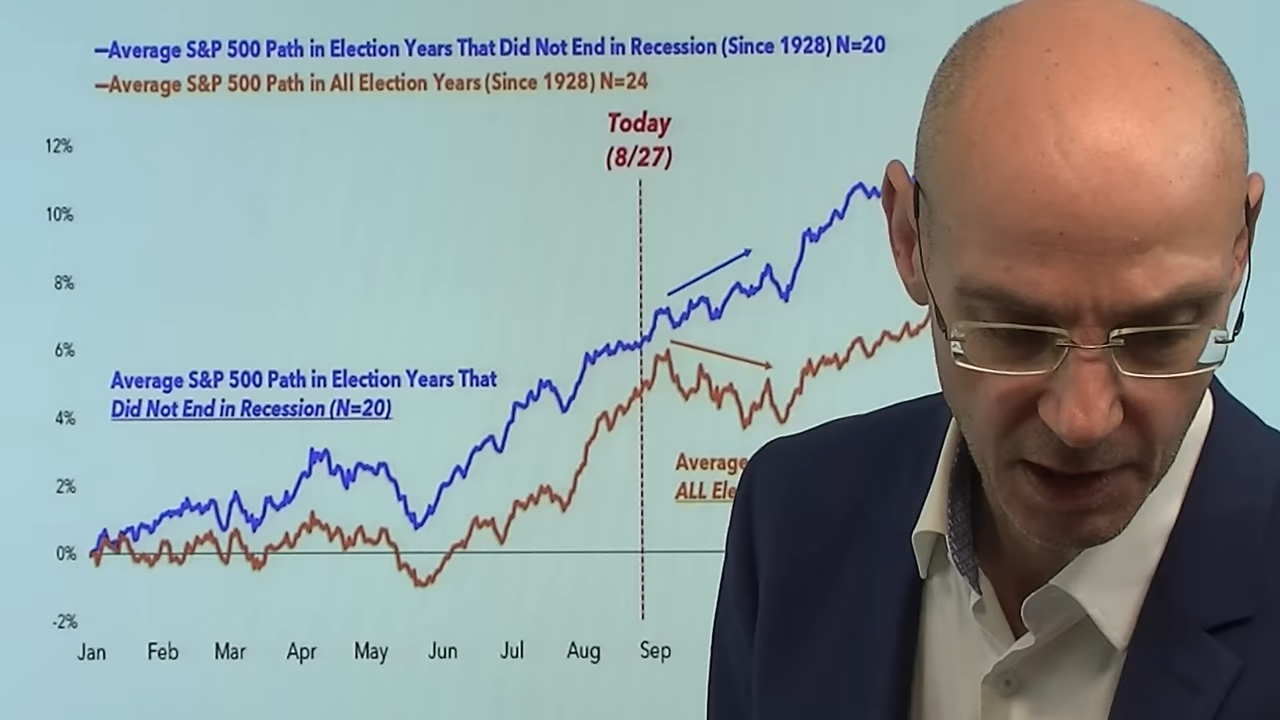 —Average S&P 500 Path in Election Years That Did Not End in Recession (Since 1928) N=20
—Average S&P 500 Path in All Election Years (Since 1928) N=24
Today
(8/27)
12%
10%
8%
6%
4%
2%
0%
-2%
Average S&P 500 Path in Election Years That
Did Not End in Recession (N=20)
Average
ALL Ele
Jan Feb Mar Apr May Jun Jul Aug Sep